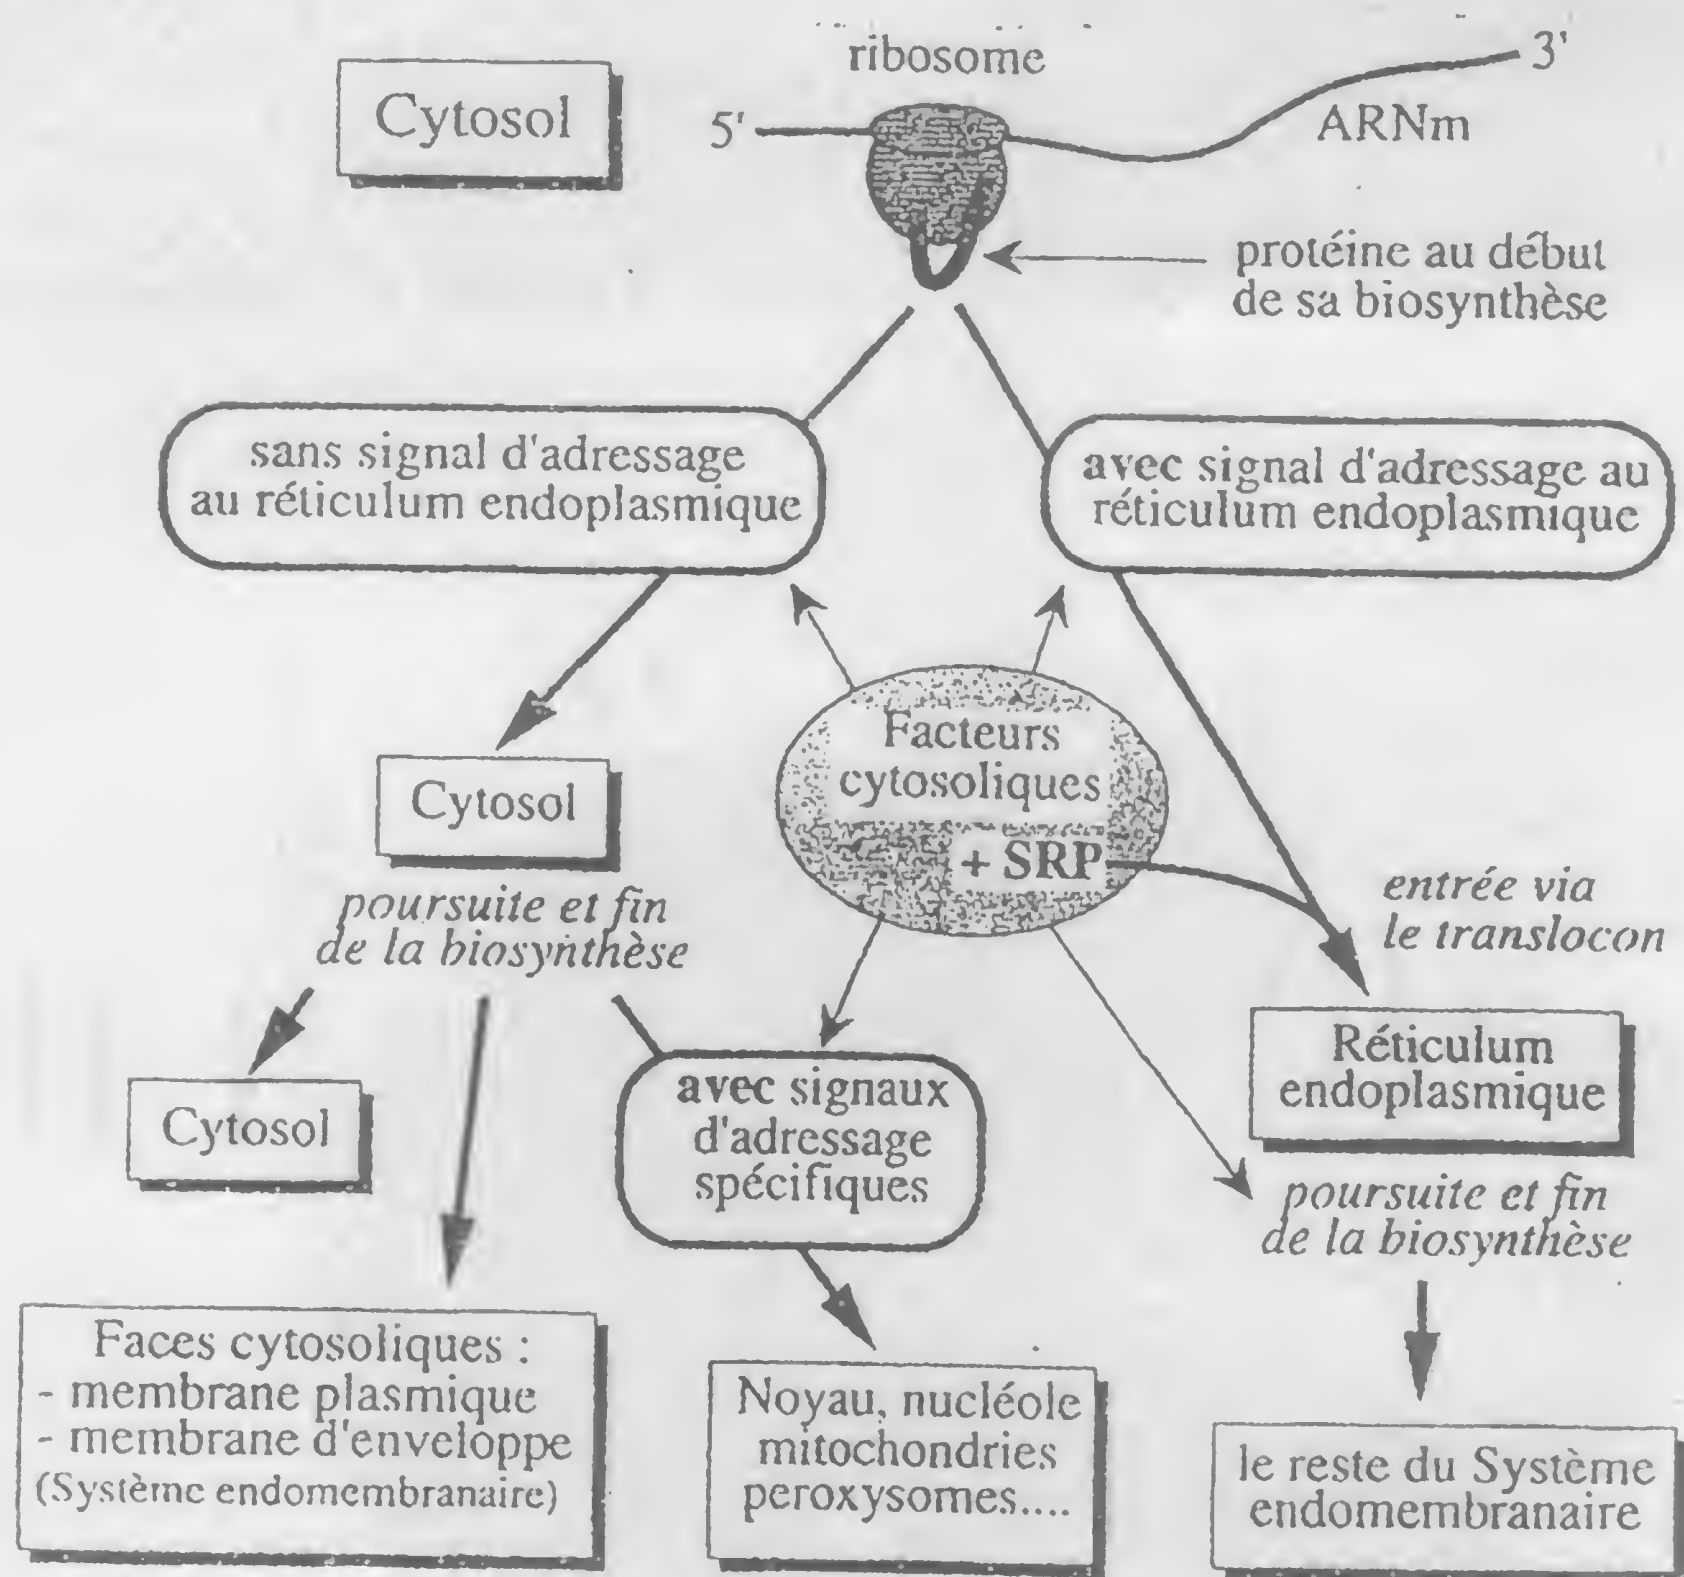 ribosome
3'
Cytosol
5'
ARNm
protéine au début
de sa biosynthèse
sans signal d'adressage
au réticulum endoplasmique
avec signal d'adressage au
réticulum endoplasmique
Facteurs
cytosoliques
+ SRP
Cytosol
poursuite et fin
de la biosynthèse
entrée via
le translocon
Réticulum
endoplasmique
Cytosol
avec signaux
d'adressage
spécifiques
poursuite et fin
de la biosynthèse
Faces cytosoliques :
- membrane plasmique
- membrane d'enveloppe
(Système endomembranaire)
Noyau, nucléole
mitochondries
peroxysomes....
le reste du Système
endomembranaire